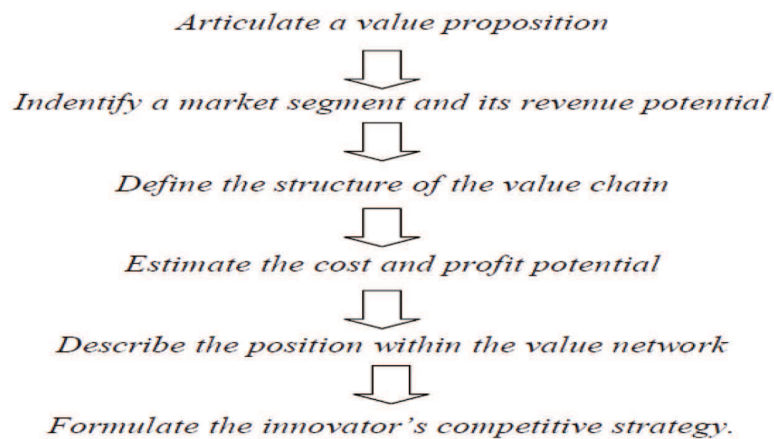 Articulate a value proposition
Indentify a market segment and its revenue potential
Define the structure of the value chain
Estimate the cost and profit potential
Describe the position within the value network
Formulate the innovator's competitive strategy.